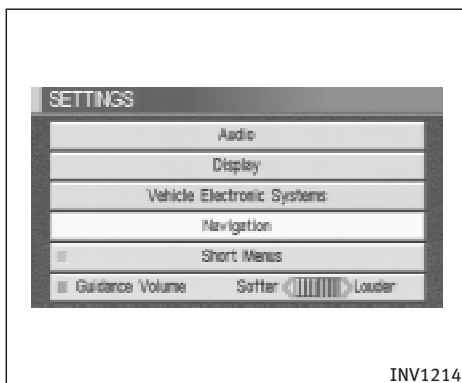 SETTINGS
Audio
Display
Vehicle Electronic Systems
Navigation
Short Menus
Guidance Volume Softer Louder
INV1214